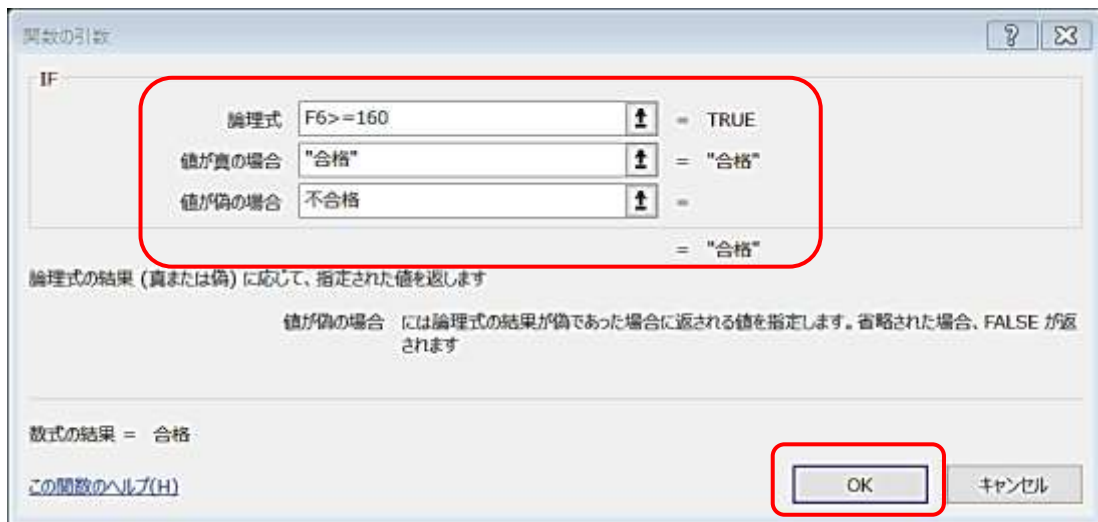 関数の引数
IF
論理式 F6>=160 = TRUE
値が真の場合 "合格" = "合格"
値が偽の場合 不合格 =
= "合格"
論理式の結果 (真または偽) に応じて、指定された値を返します
値が偽の場合 には論理式の結果が偽であった場合に返される値を指定します。省略された場合、FALSE が返
されます
数式の結果 = 合格
この関数のヘルプ(H)
OK キャンセル